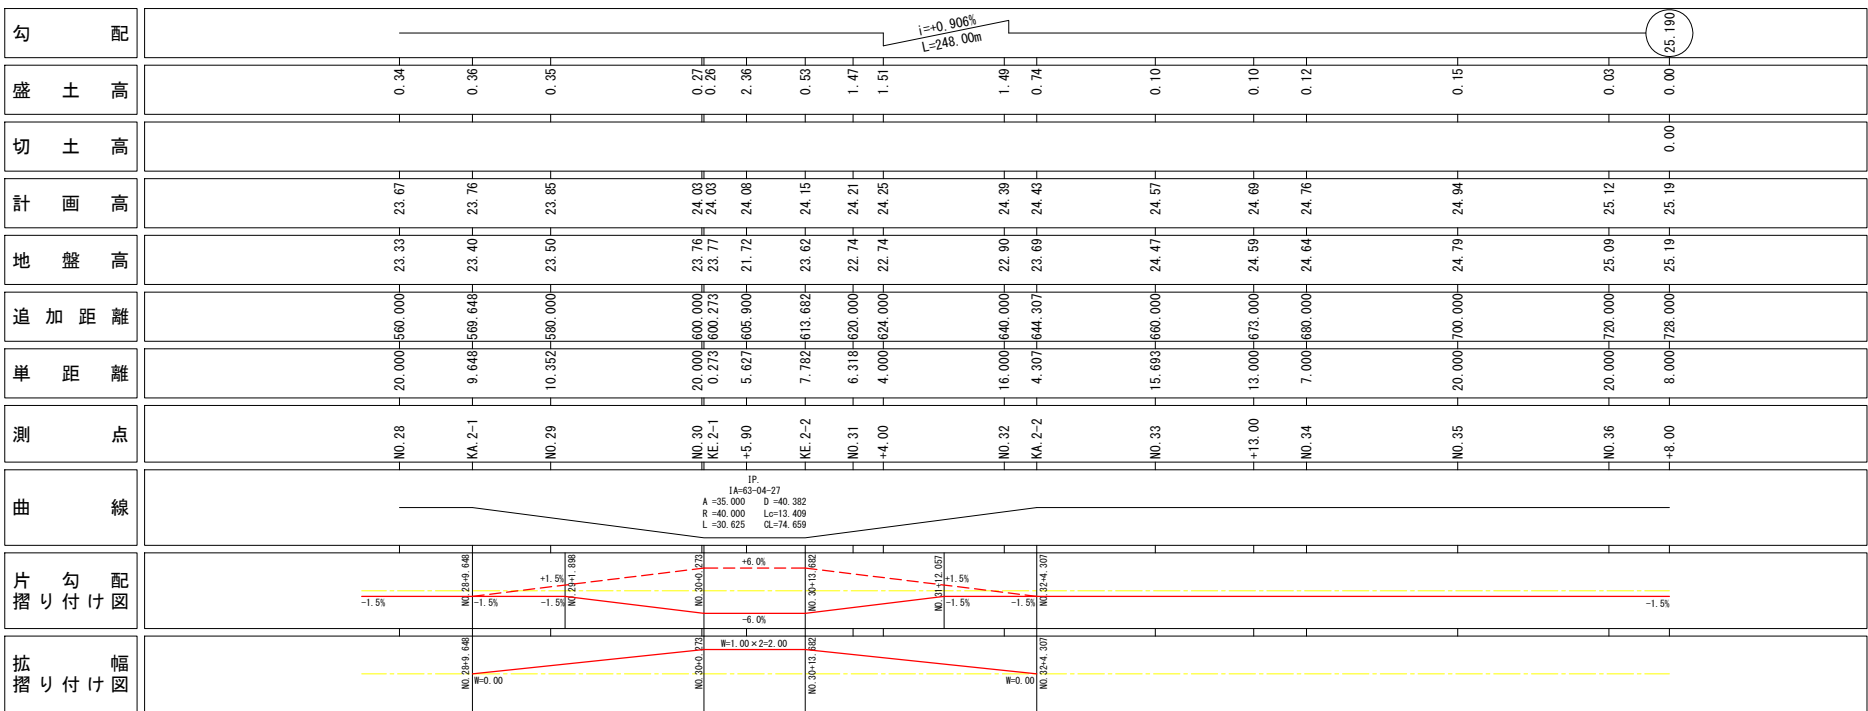 勾配
i=+0.906%
L=248.00m
25.190
盛土高
0.34 0.36 0.35 0.27 0.26 2.36 0.53 1.47 1.51 1.49 0.74 0.10 0.10 0.12 0.15 0.03 0.00
切土高
0.00
計画高
23.67 23.76 23.85 24.03 24.03 24.08 24.15 24.21 24.25 24.39 24.43 24.57 24.69 24.76 24.94 25.12 25.19
地盤高
23.33 23.40 23.50 23.76 23.77 21.72 23.62 22.74 22.74 22.90 23.69 24.47 24.59 24.64 24.79 25.09 25.19
追加距離
560.000 569.648 580.000 600.000 600.273 605.900 613.682 620.000 624.000 640.000 644.307 660.000 673.000 680.000 700.000 720.000 728.000
単距離
20.000 9.648 10.352 20.000 0.273 5.627 7.782 6.318 4.000 16.000 4.307 15.693 13.000 7.000 20.000 20.000 8.000
測点
NO.28 KA.2-1 NO.29 NO.30 KE.2-1 +5.90 KE.2-2 NO.31 +4.00 NO.32 KA.2-2 NO.33 +13.00 NO.34 NO.35 NO.36 +8.00
曲線
IP.
IA=63-04-27
A =35.000 D =40.382
R =40.000 Lc=13.409
L =30.625 CL=74.659
片勾配
摺り付け図
NO.28+9.648 NO.29+1.898 NO.30+0.273 NO.30+13.682 NO.31+12.057 NO.32+4.307
+1.5% +6.0% +1.5%
-1.5% -1.5% -1.5% -1.5% -1.5% -1.5%
-6.0%
拡幅
摺り付け図
NO.28+9.648 NO.30+0.273 NO.30+13.682 NO.32+4.307
W=1.00×2=2.00
W=0.00 W=0.00